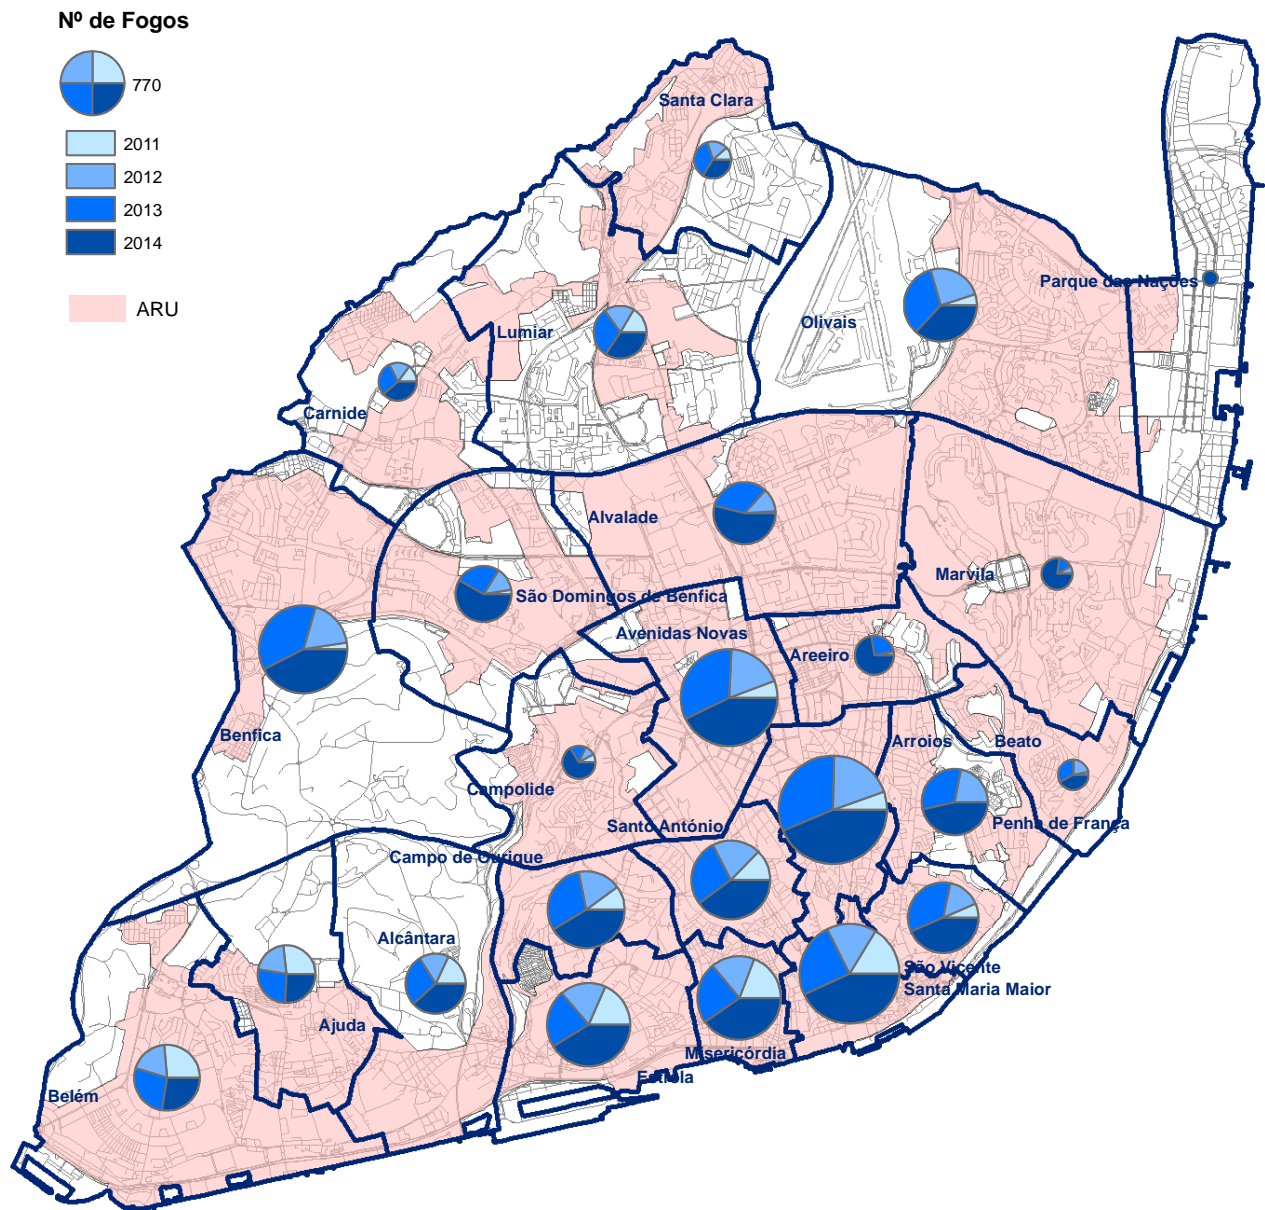 Nº de Fogos
770
2011
2012
2013
2014
ARU
Santa Clara
Parque das Nações
Olivais
Lumiar
Carnide
Alvalade
Marvila
São Domingos de Benfica
Avenidas Novas
Areeiro
Benfica
Arroios
Beato
Campolide
Santo António
Penha de França
Campo de Ourique
Alcântara
São Vicente
Santa Maria Maior
Ajuda
Misericórdia
Estrela
Belém